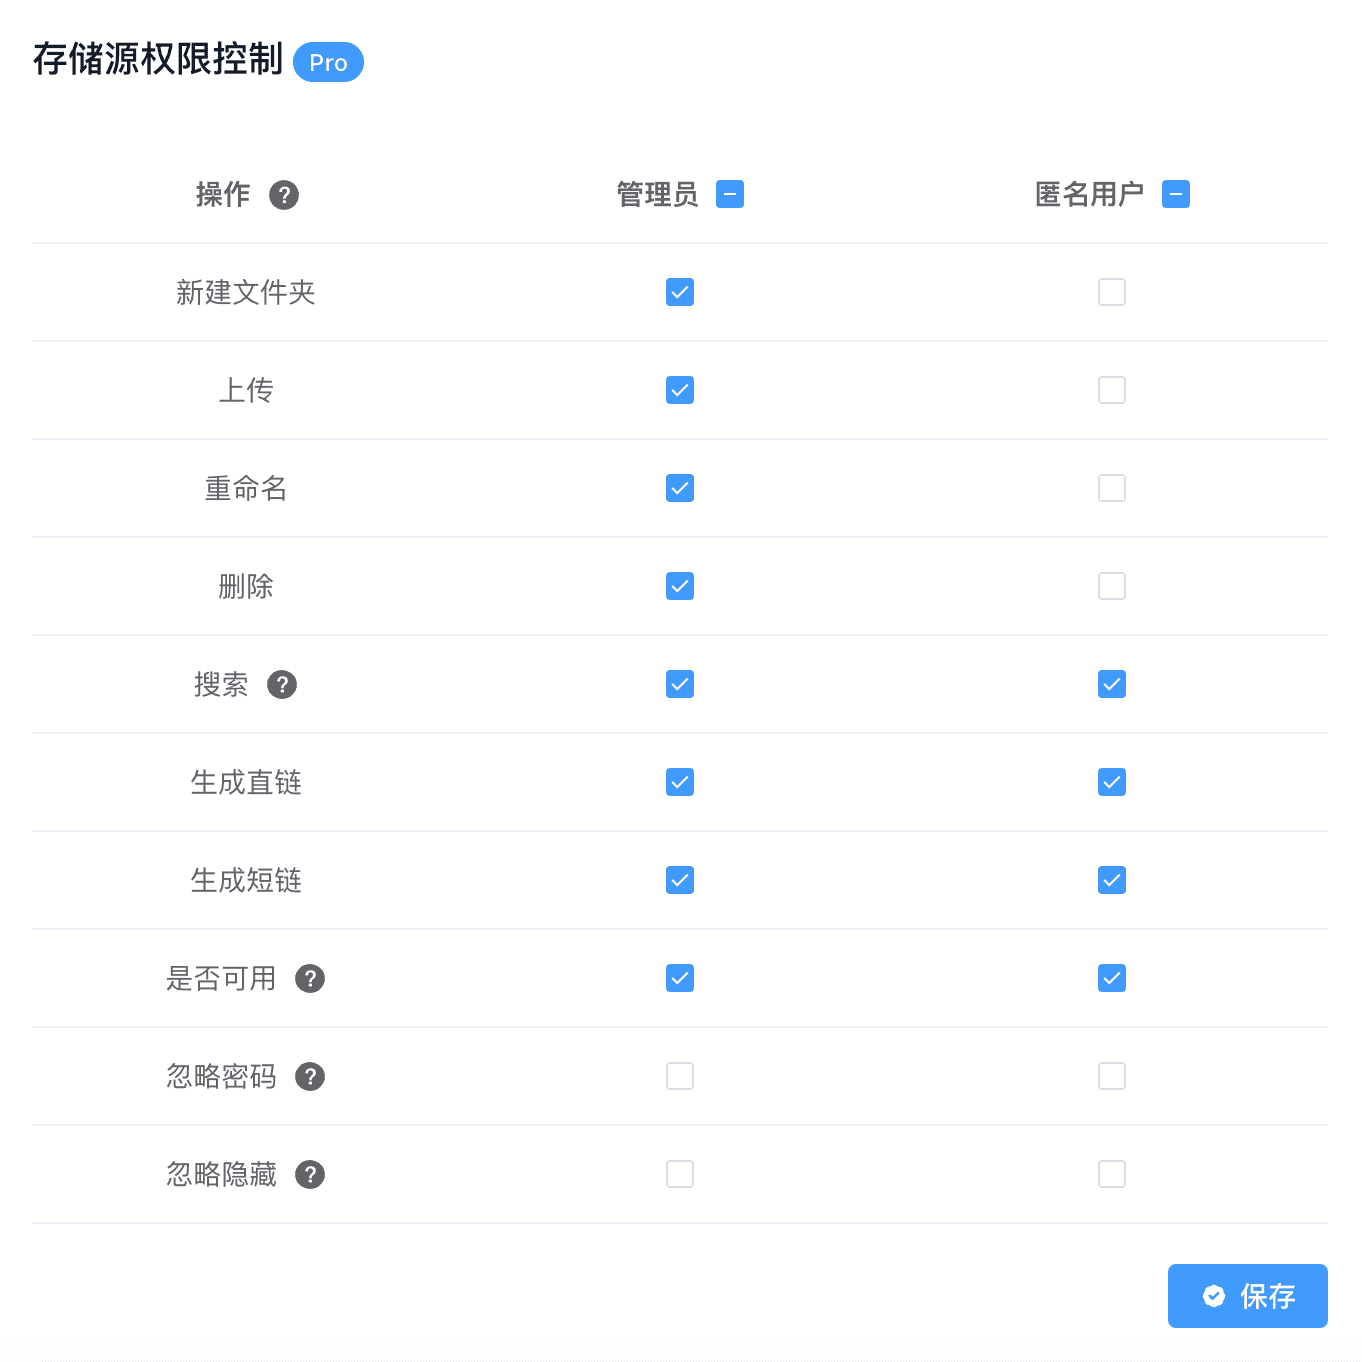 存储源权限控制 Pro
操作 ? 管理员 匿名用户
新建文件夹
上传
重命名
删除
搜索 ?
生成直链
生成短链
是否可用 ?
忽略密码 ?
忽略隐藏 ?
保存